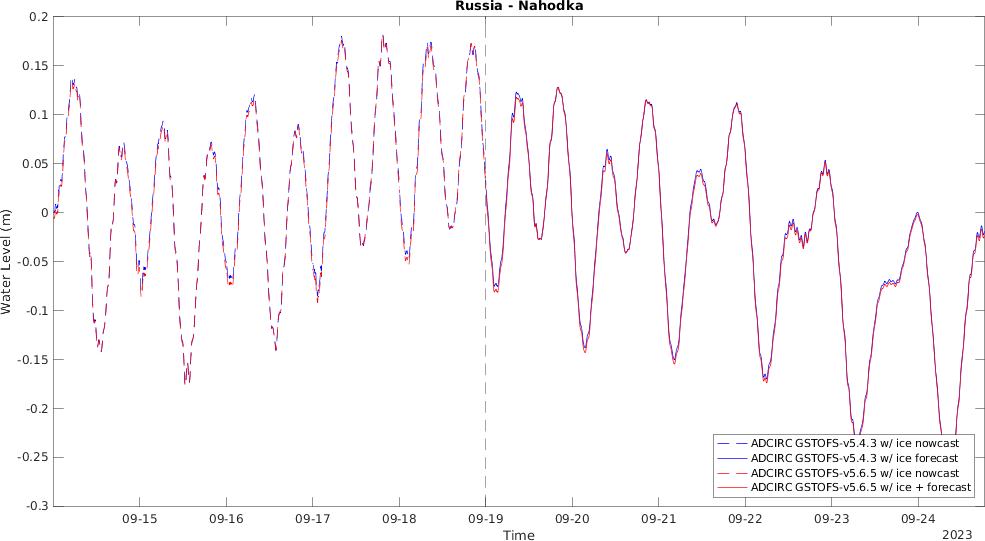 Russia - Nahodka
Water Level (m)
0.2
0.15
0.1
0.05
0
-0.05
-0.1
-0.15
-0.2
-0.25
-0.3
ADCIRC GSTOFS-v5.4.3 w/ ice nowcast
ADCIRC GSTOFS-v5.4.3 w/ ice forecast
ADCIRC GSTOFS-v5.6.5 w/ ice nowcast
ADCIRC GSTOFS-v5.6.5 w/ ice + forecast
09-15 09-16 09-17 09-18 09-19 09-20 09-21 09-22 09-23 09-24
Time
2023